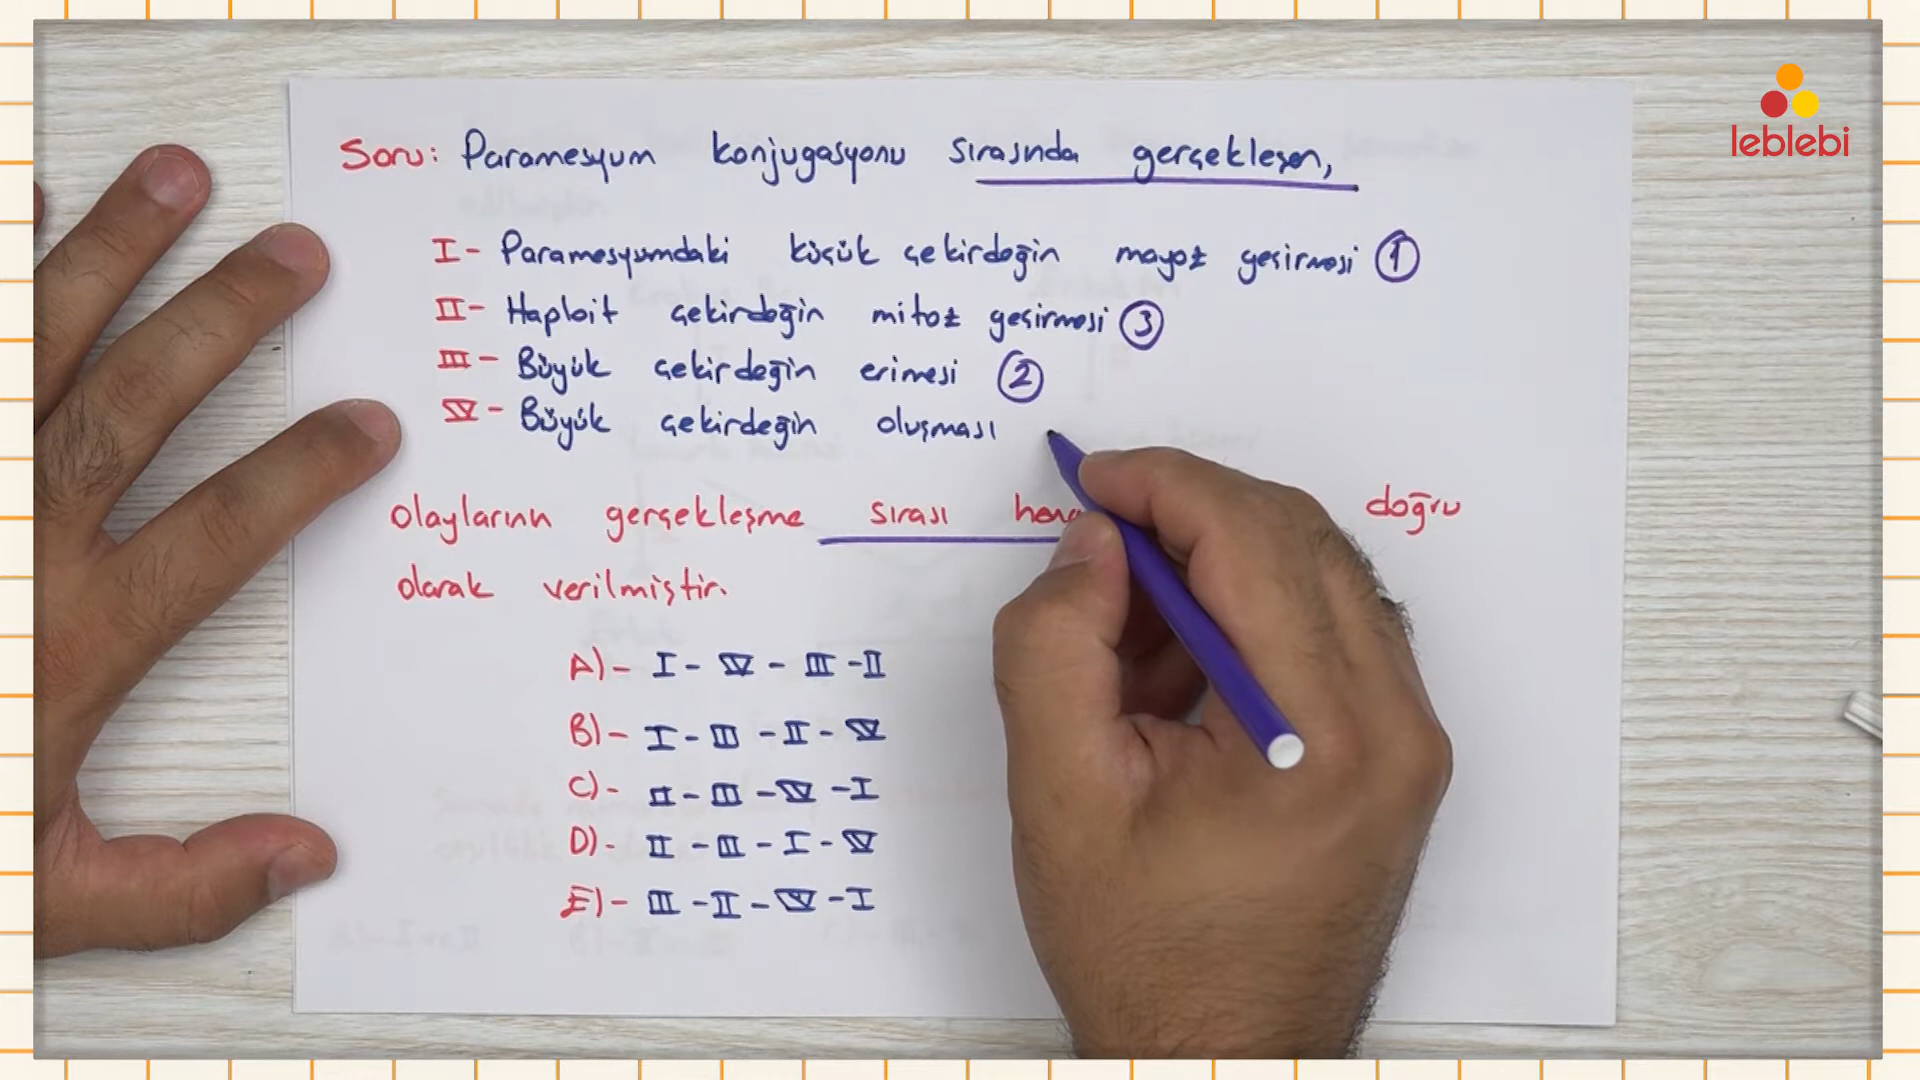 leblebi
Soru: Paramesyum konjugasyonu sırasında gerçekleşen,
I- Paramesyumdaki küçük çekirdeğin mayoz geçirmesi 1
II- Haploit çekirdeğin mitoz geçirmesi 3
III- Büyük çekirdeğin erimesi 2
IV- Büyük çekirdeğin oluşması
Olaylarının gerçekleşme sırası doğru
olarak verilmiştir.
A)- I - IV - III - II
B)- I - III - II - IV
C)- II - III - IV - I
D)- II - III - I - IV
E)- III - II - IV - I